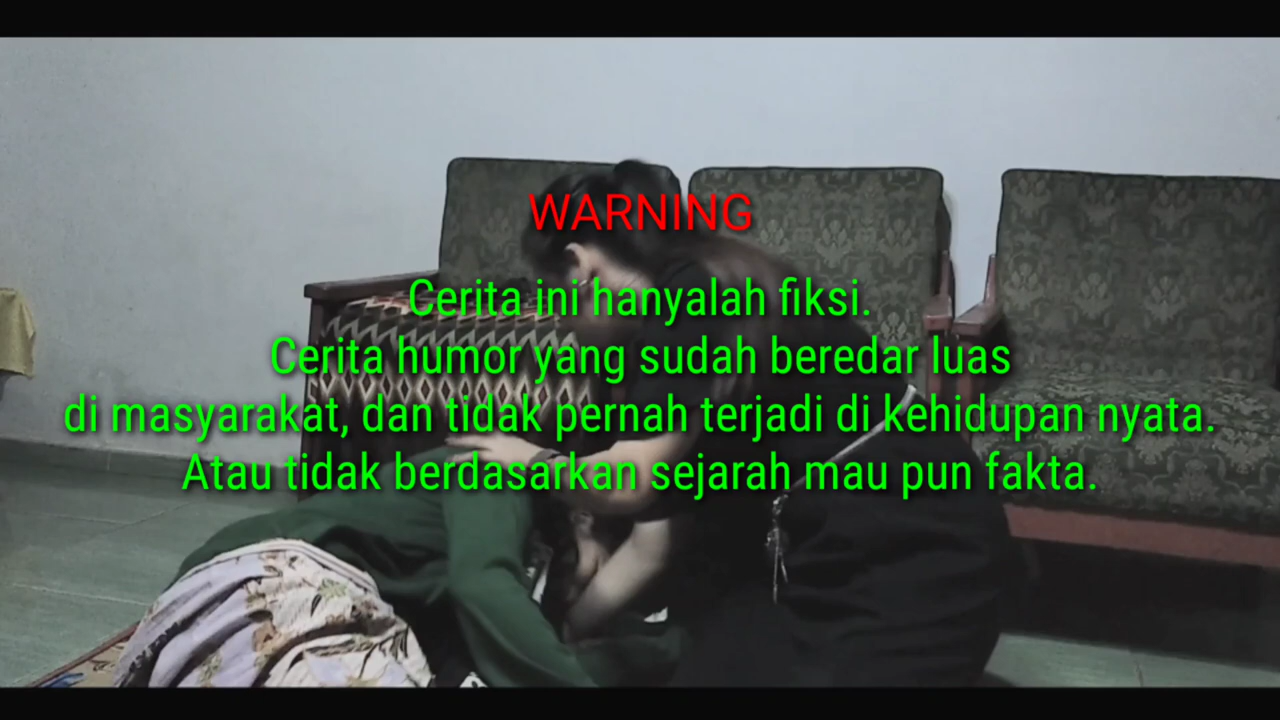 WARNING
Cerita ini hanyalah fiksi.
Cerita humor yang sudah beredar luas
di masyarakat, dan tidak pernah terjadi di kehidupan nyata.
Atau tidak berdasarkan sejarah mau pun fakta.